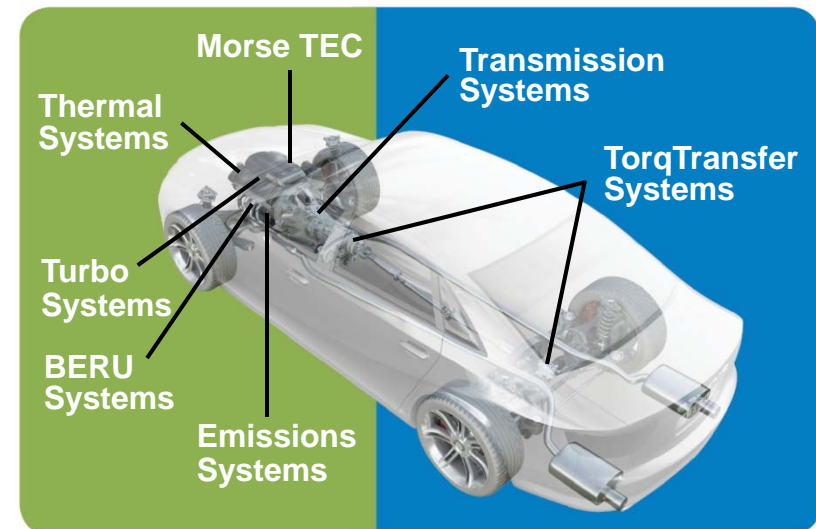 Morse TEC
Transmission
Systems
Thermal
Systems
TorqTransfer
Systems
Turbo
Systems
BERU
Systems
Emissions
Systems